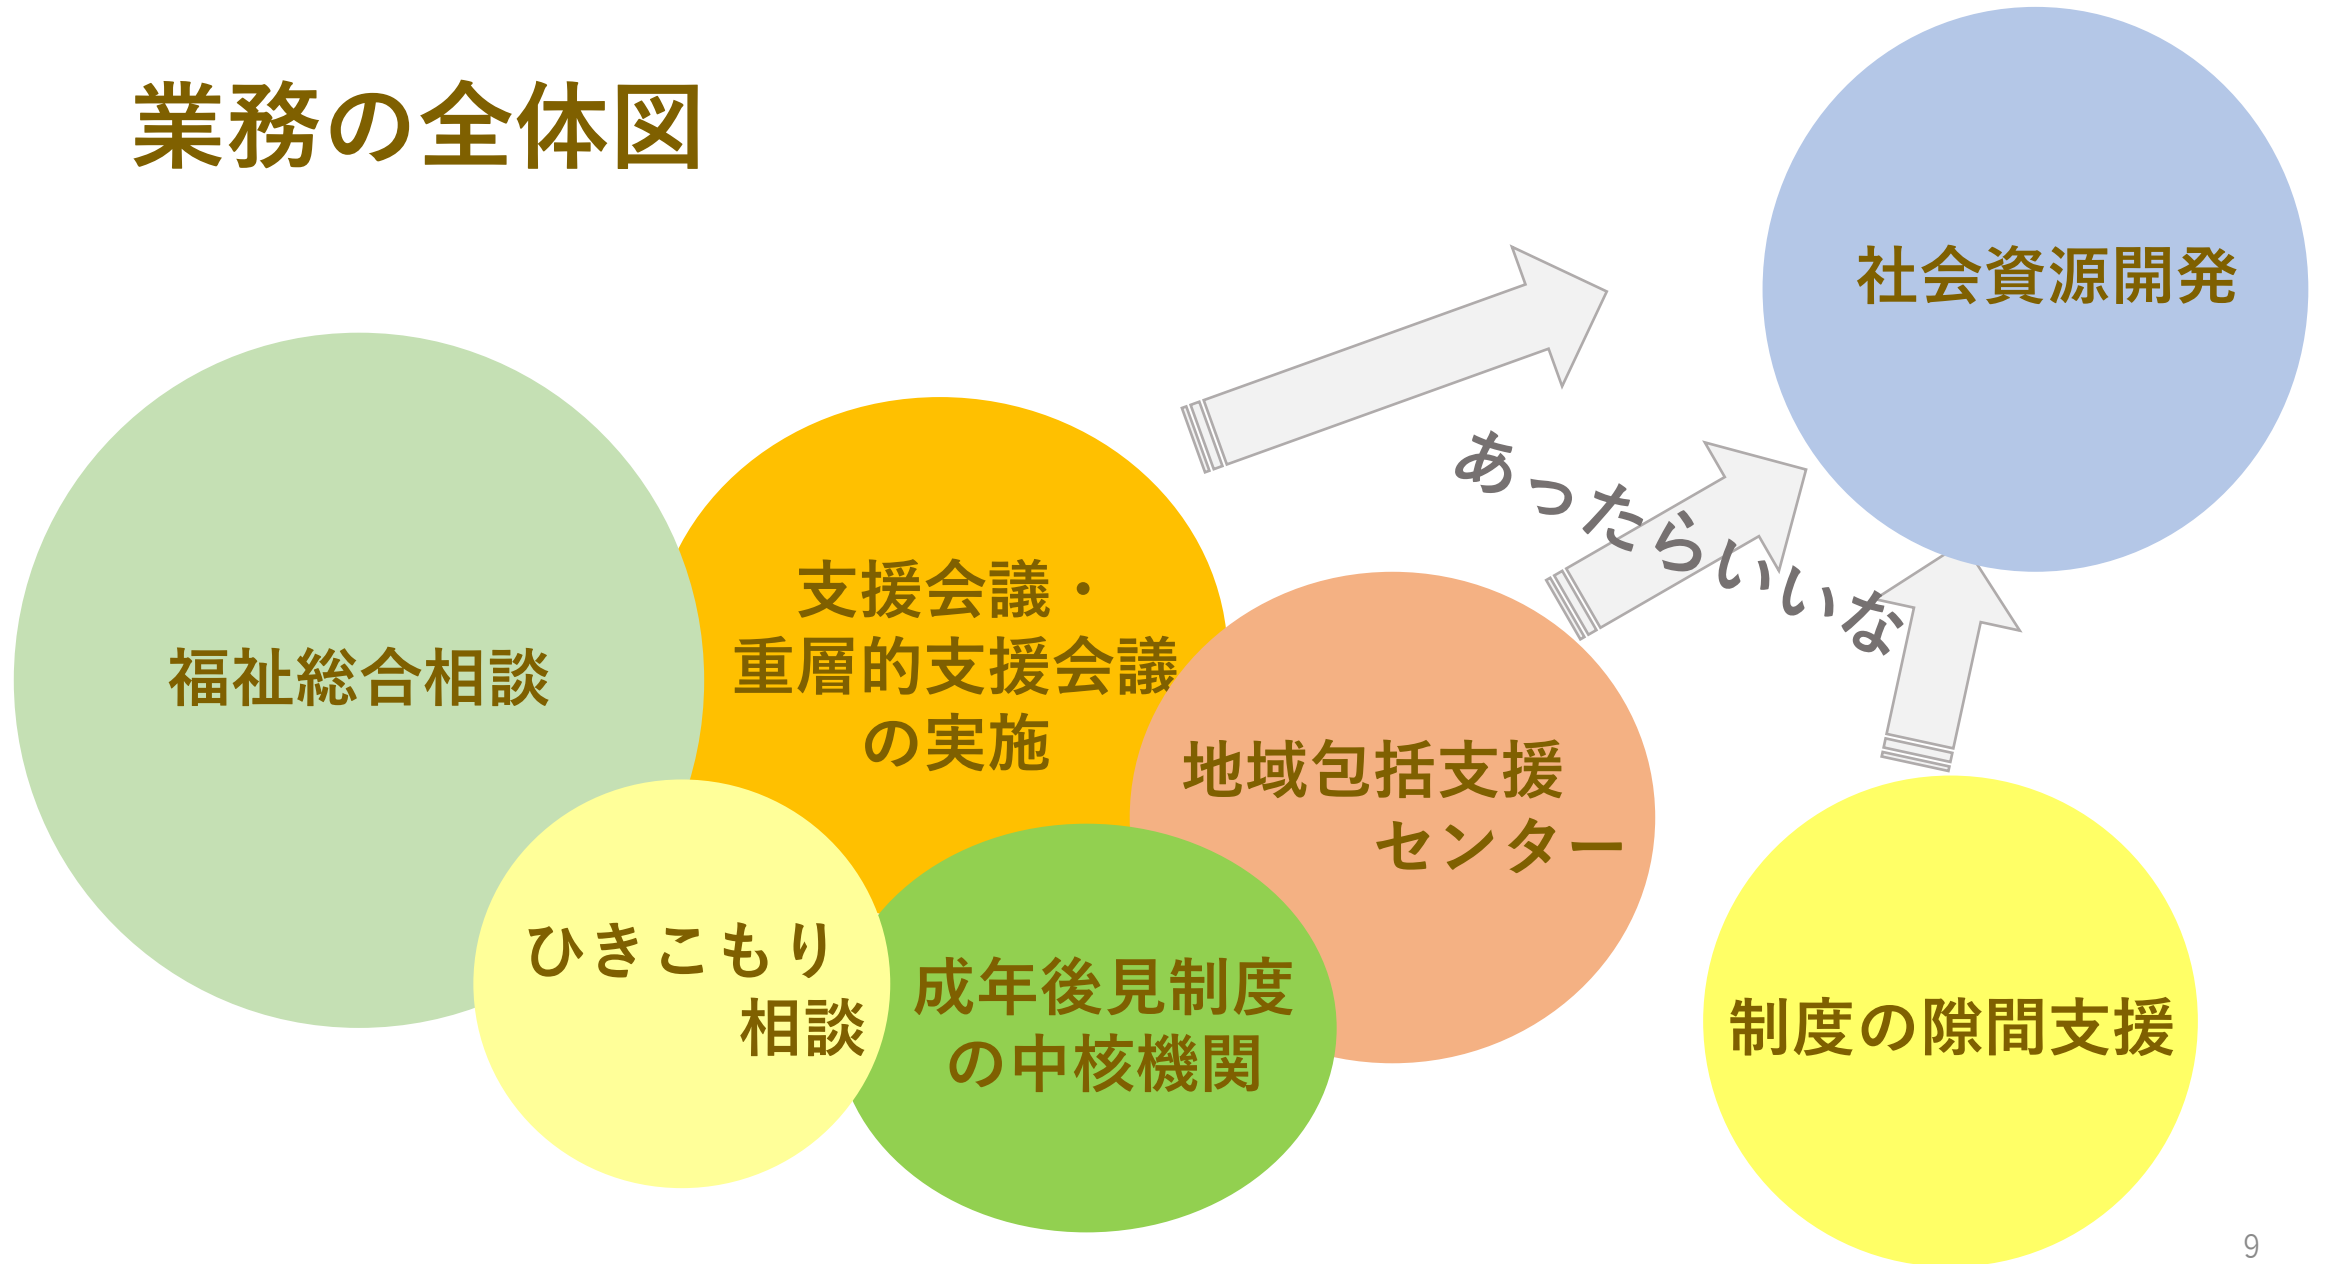 業務の全体図
社会資源開発
あったらいいな
福祉総合相談
支援会議・
重層的支援会議
の実施
地域包括支援
センター
ひきこもり
相談
成年後見制度
の中核機関
制度の隙間支援
9